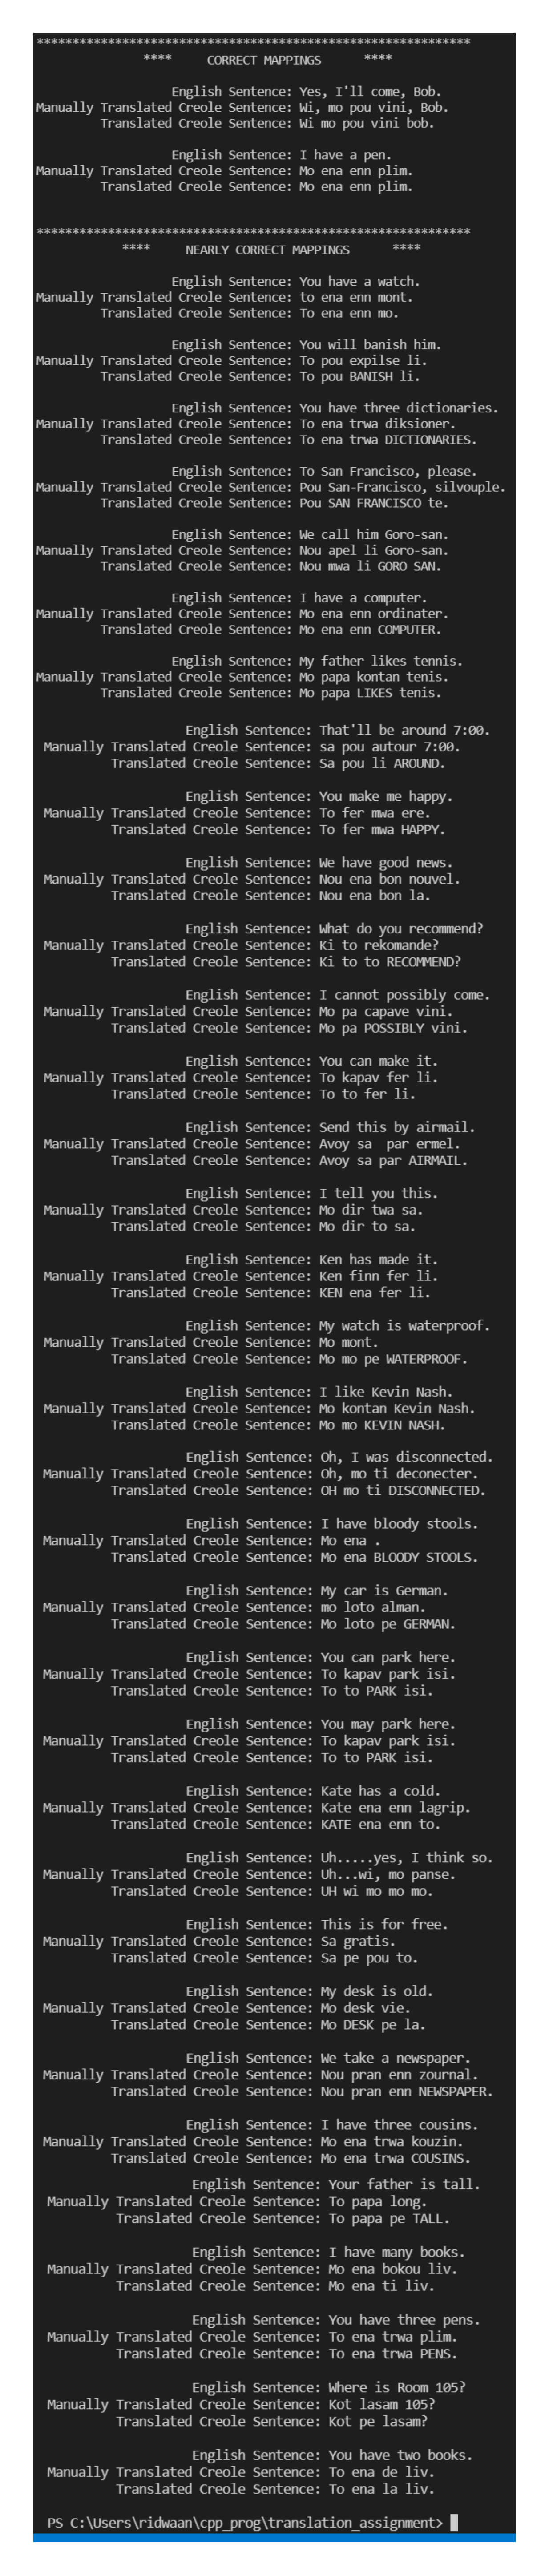 *************************************************************
**** CORRECT MAPPINGS ****
English Sentence: Yes, I'll come, Bob.
Manually Translated Creole Sentence: Wi, mo pou vini, Bob.
Translated Creole Sentence: Wi mo pou vini bob.
English Sentence: I have a pen.
Manually Translated Creole Sentence: Mo ena enn plim.
Translated Creole Sentence: Mo ena enn plim.
*************************************************************
**** NEARLY CORRECT MAPPINGS ****
English Sentence: You have a watch.
Manually Translated Creole Sentence: to ena enn mont.
Translated Creole Sentence: To ena enn mo.
English Sentence: You will banish him.
Manually Translated Creole Sentence: To pou expilse li.
Translated Creole Sentence: To pou BANISH li.
English Sentence: You have three dictionaries.
Manually Translated Creole Sentence: To ena trwa diksioner.
Translated Creole Sentence: To ena trwa DICTIONARIES.
English Sentence: To San Francisco, please.
Manually Translated Creole Sentence: Pou San-Francisco, silvouple.
Translated Creole Sentence: Pou SAN FRANCISCO te.
English Sentence: We call him Goro-san.
Manually Translated Creole Sentence: Nou apel li Goro-san.
Translated Creole Sentence: Nou mwa li GORO SAN.
English Sentence: I have a computer.
Manually Translated Creole Sentence: Mo ena enn ordinater.
Translated Creole Sentence: Mo ena enn COMPUTER.
English Sentence: My father likes tennis.
Manually Translated Creole Sentence: Mo papa kontan tenis.
Translated Creole Sentence: Mo papa LIKES tenis.
English Sentence: That'll be around 7:00.
Manually Translated Creole Sentence: sa pou autour 7:00.
Translated Creole Sentence: Sa pou li AROUND.
English Sentence: You make me happy.
Manually Translated Creole Sentence: To fer mwa ere.
Translated Creole Sentence: To fer mwa HAPPY.
English Sentence: We have good news.
Manually Translated Creole Sentence: Nou ena bon nouvel.
Translated Creole Sentence: Nou ena bon la.
English Sentence: What do you recommend?
Manually Translated Creole Sentence: Ki to rekomande?
Translated Creole Sentence: Ki to to RECOMMEND?
English Sentence: I cannot possibly come.
Manually Translated Creole Sentence: Mo pa capave vini.
Translated Creole Sentence: Mo pa POSSIBLY vini.
English Sentence: You can make it.
Manually Translated Creole Sentence: To kapav fer li.
Translated Creole Sentence: To to fer li.
English Sentence: Send this by airmail.
Manually Translated Creole Sentence: Avoy sa  par ermel.
Translated Creole Sentence: Avoy sa par AIRMAIL.
English Sentence: I tell you this.
Manually Translated Creole Sentence: Mo dir twa sa.
Translated Creole Sentence: Mo dir to sa.
English Sentence: Ken has made it.
Manually Translated Creole Sentence: Ken finn fer li.
Translated Creole Sentence: KEN ena fer li.
English Sentence: My watch is waterproof.
Manually Translated Creole Sentence: Mo mont.
Translated Creole Sentence: Mo mo pe WATERPROOF.
English Sentence: I like Kevin Nash.
Manually Translated Creole Sentence: Mo kontan Kevin Nash.
Translated Creole Sentence: Mo mo KEVIN NASH.
English Sentence: Oh, I was disconnected.
Manually Translated Creole Sentence: Oh, mo ti deconecter.
Translated Creole Sentence: OH mo ti DISCONNECTED.
English Sentence: I have bloody stools.
Manually Translated Creole Sentence: Mo ena .
Translated Creole Sentence: Mo ena BLOODY STOOLS.
English Sentence: My car is German.
Manually Translated Creole Sentence: mo loto alman.
Translated Creole Sentence: Mo loto pe GERMAN.
English Sentence: You can park here.
Manually Translated Creole Sentence: To kapav park isi.
Translated Creole Sentence: To to PARK isi.
English Sentence: You may park here.
Manually Translated Creole Sentence: To kapav park isi.
Translated Creole Sentence: To to PARK isi.
English Sentence: Kate has a cold.
Manually Translated Creole Sentence: Kate ena enn lagrip.
Translated Creole Sentence: KATE ena enn to.
English Sentence: Uh.....yes, I think so.
Manually Translated Creole Sentence: Uh...wi, mo panse.
Translated Creole Sentence: UH wi mo mo mo.
English Sentence: This is for free.
Manually Translated Creole Sentence: Sa gratis.
Translated Creole Sentence: Sa pe pou to.
English Sentence: My desk is old.
Manually Translated Creole Sentence: Mo desk vie.
Translated Creole Sentence: Mo DESK pe la.
English Sentence: We take a newspaper.
Manually Translated Creole Sentence: Nou pran enn zournal.
Translated Creole Sentence: Nou pran enn NEWSPAPER.
English Sentence: I have three cousins.
Manually Translated Creole Sentence: Mo ena trwa kouzin.
Translated Creole Sentence: Mo ena trwa COUSINS.
English Sentence: Your father is tall.
Manually Translated Creole Sentence: To papa long.
Translated Creole Sentence: To papa pe TALL.
English Sentence: I have many books.
Manually Translated Creole Sentence: Mo ena bokou liv.
Translated Creole Sentence: Mo ena ti liv.
English Sentence: You have three pens.
Manually Translated Creole Sentence: To ena trwa plim.
Translated Creole Sentence: To ena trwa PENS.
English Sentence: Where is Room 105?
Manually Translated Creole Sentence: Kot lasam 105?
Translated Creole Sentence: Kot pe lasam?
English Sentence: You have two books.
Manually Translated Creole Sentence: To ena de liv.
Translated Creole Sentence: To ena la liv.
PS C:\Users\ridwaan\cpp_prog\translation_assignment>